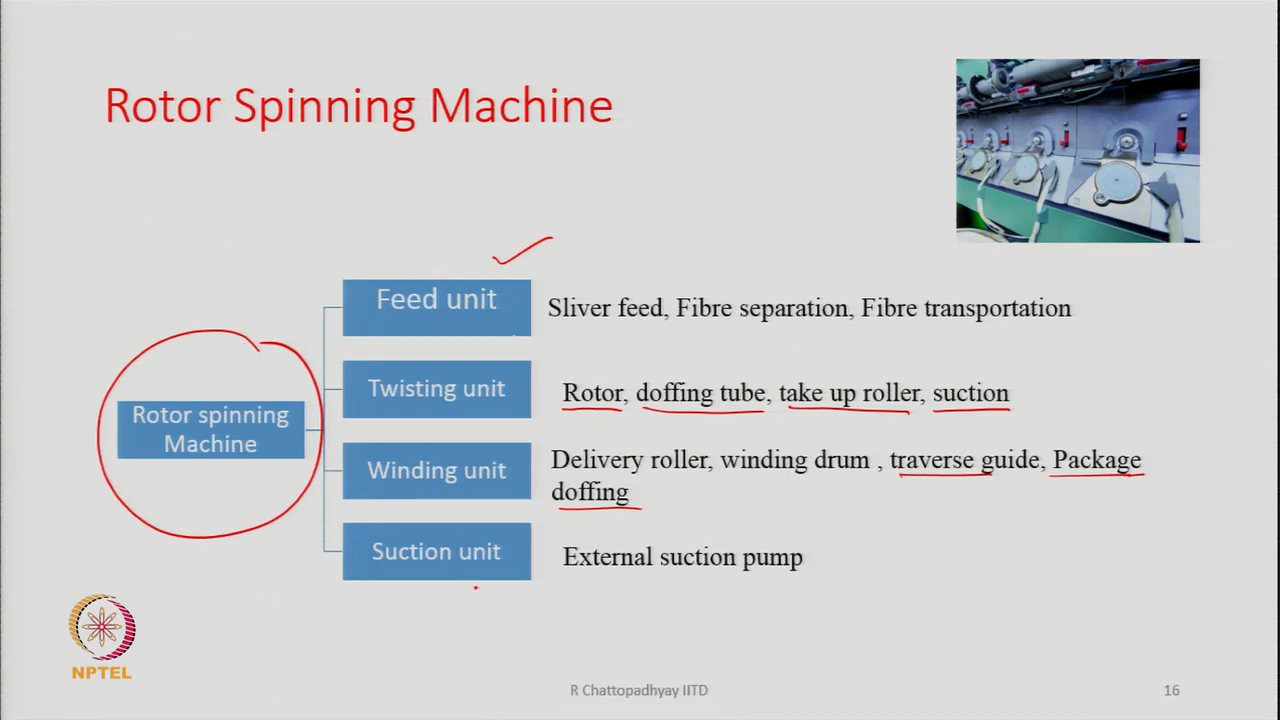 Rotor Spinning Machine
Feed unit
Sliver feed, Fibre separation, Fibre transportation
Twisting unit
Rotor, doffing tube, take up roller, suction
Rotor spinning
Machine
Winding unit
Delivery roller, winding drum , traverse guide, Package
doffing
Suction unit
External suction pump
NPTEL
R Chattopadhyay IITD
16